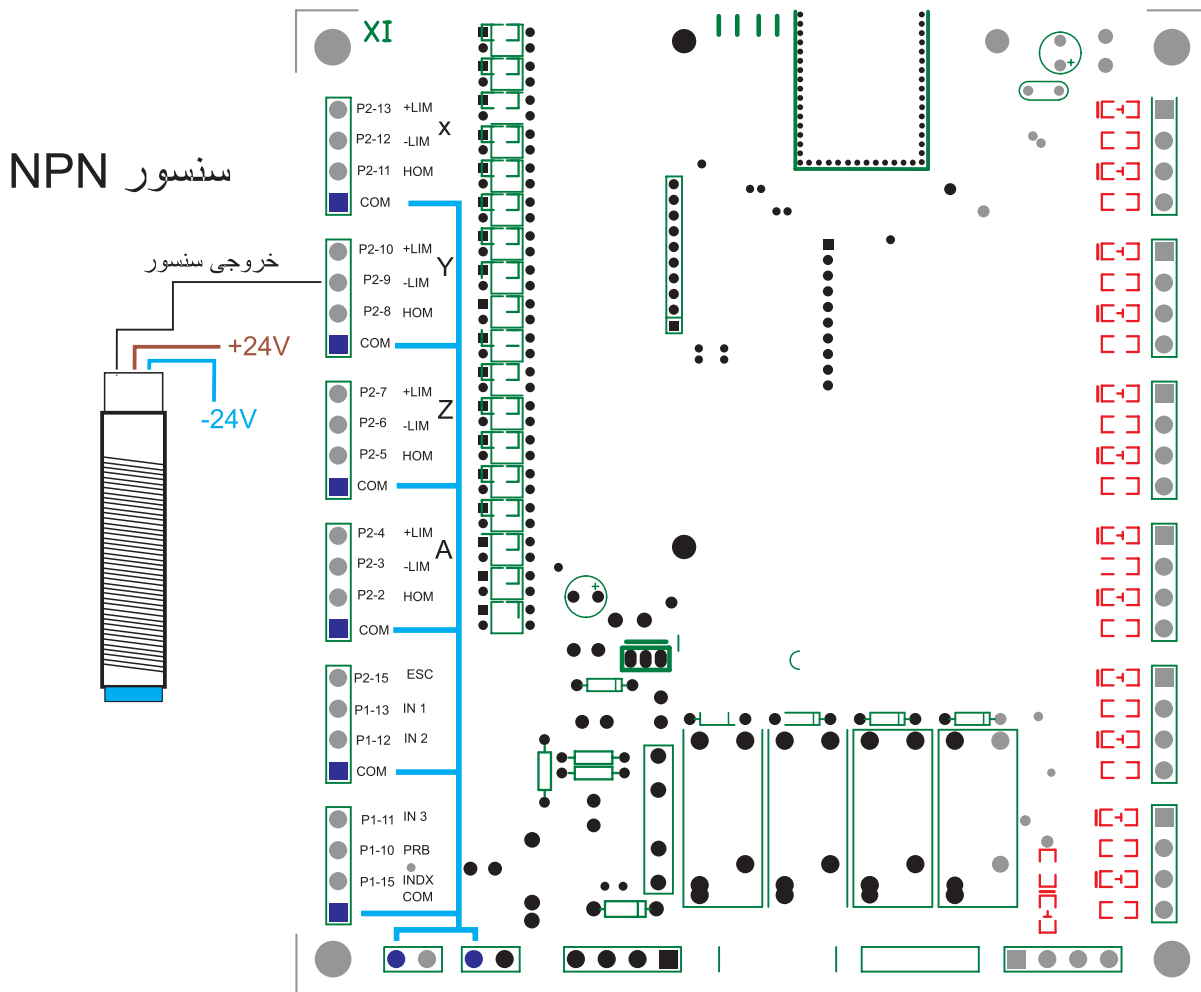 XI
P2-13 +LIM
P2-12 -LIM
P2-11 HOM
COM
x
سنسور NPN
P2-10 +LIM
P2-9 -LIM
P2-8 HOM
COM
Y
خروجی سنسور
+24V
-24V
P2-7 +LIM
P2-6 -LIM
P2-5 HOM
COM
Z
P2-4 +LIM
P2-3 -LIM
P2-2 HOM
COM
A
P2-15 ESC
P1-13 IN 1
P1-12 IN 2
COM
P1-11 IN 3
P1-10 PRB
P1-15 INDX
COM
+
+